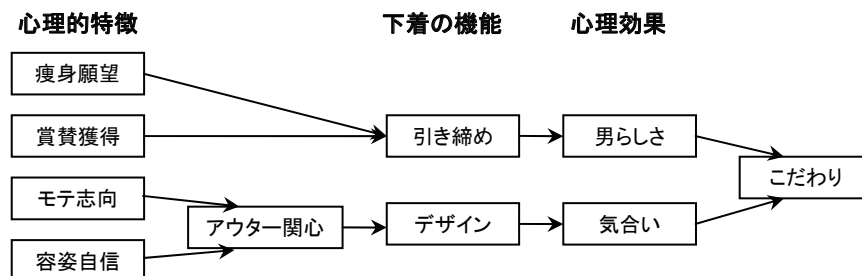 心理的特徴 下着の機能 心理効果
痩身願望
賞賛獲得 引き締め 男らしさ
こだわり
モテ志向
アウター関心 デザイン 気合い
容姿自信